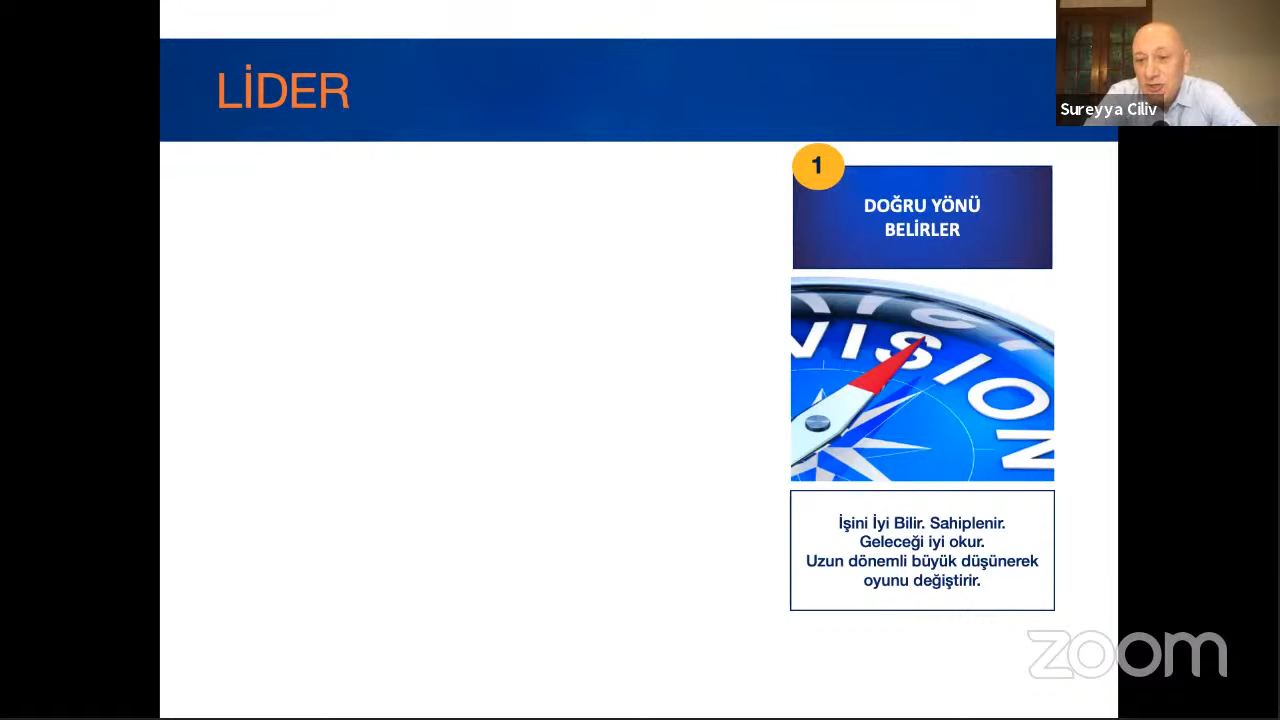 LİDER
Sureyya Ciliv
1
DOĞRU YÖNÜ
BELİRLER
VISION
İşini İyi Bilir. Sahiplenir.
Geleceği iyi okur.
Uzun dönemli büyük düşünerek
oyunu değiştirir.
zoom